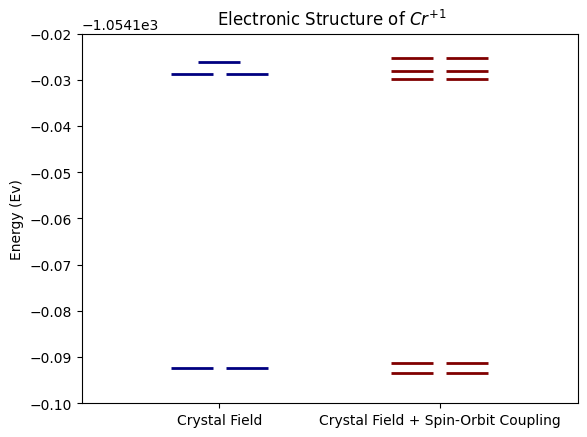 Electronic Structure of Cr⁺¹
−1.0541e3
−0.02
−0.03
−0.04
−0.05
−0.06
−0.07
−0.08
−0.09
−0.10
Energy (Ev)
Crystal Field
Crystal Field + Spin-Orbit Coupling